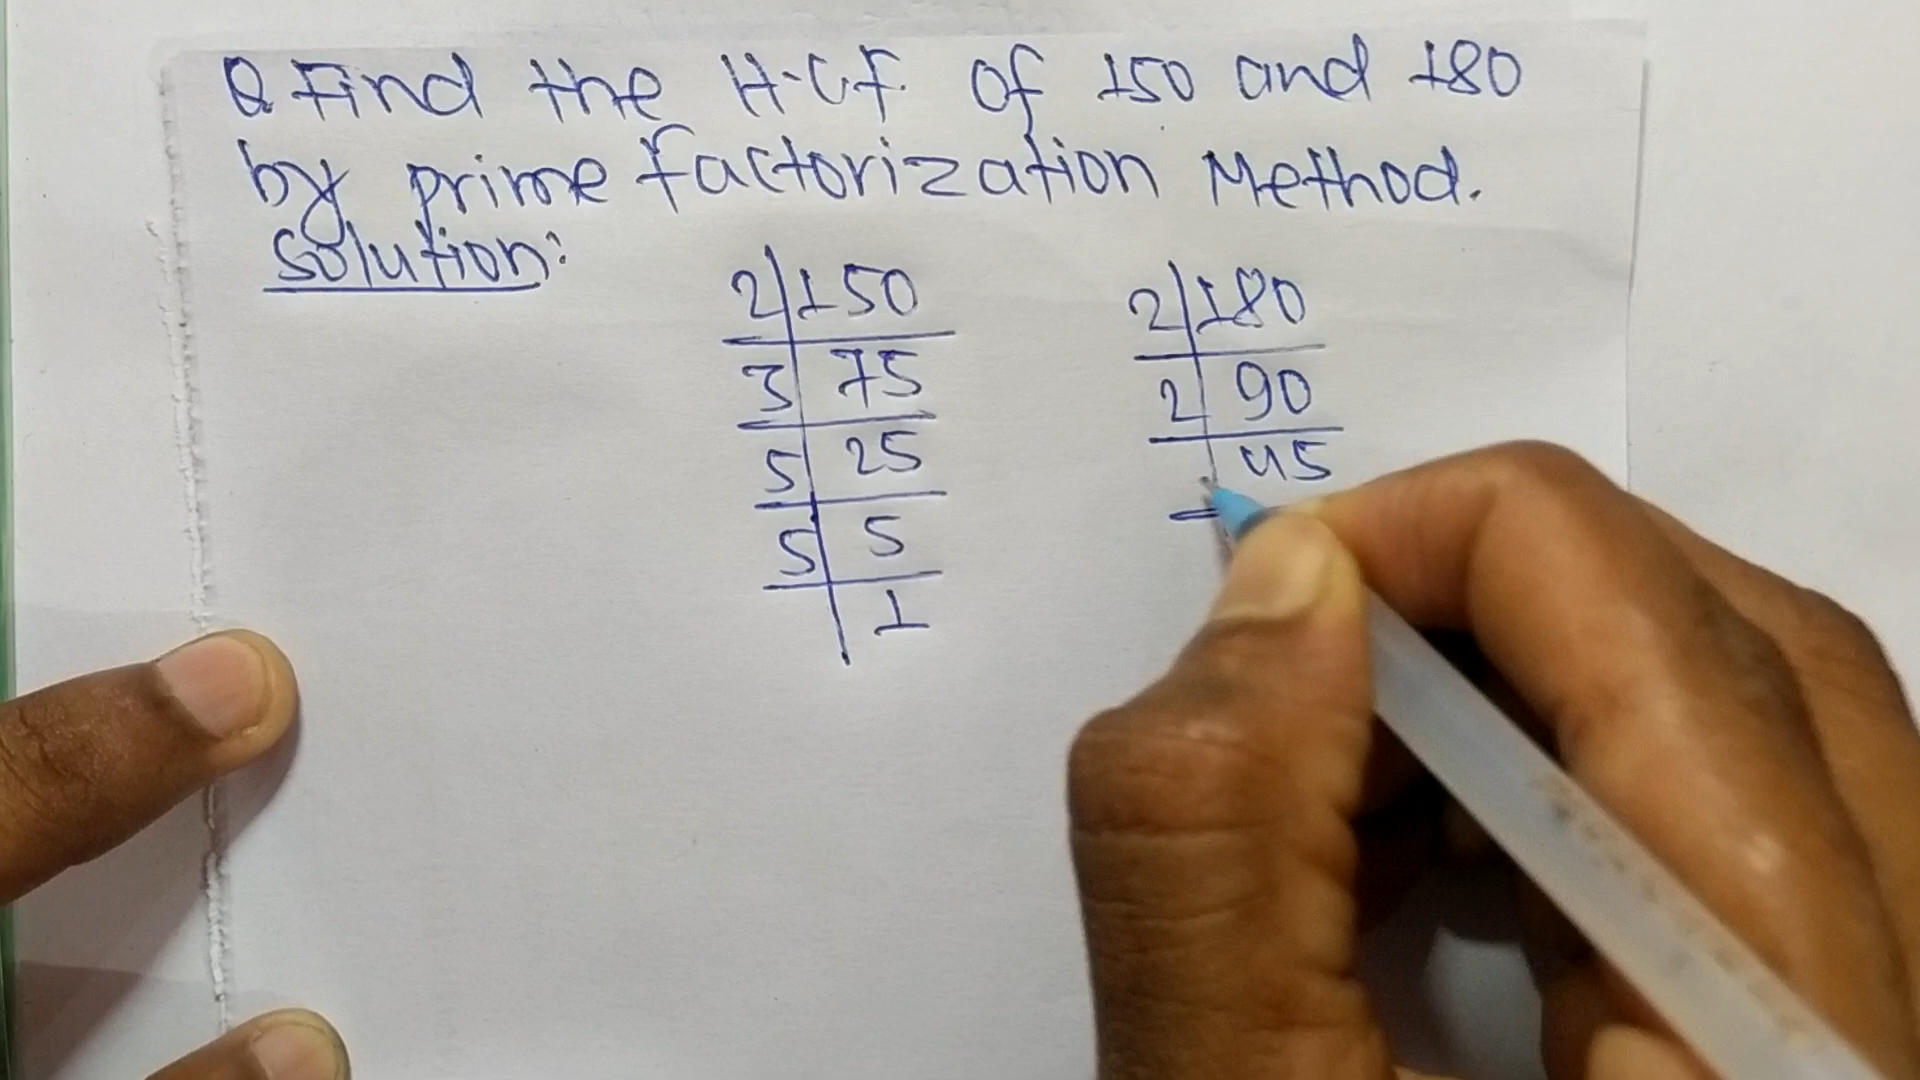 Q Find the H.C.F. of 150 and 180
by prime factorization Method.
Solution:
2 150
3 75
5 25
5 5
1
2 180
2 90
45